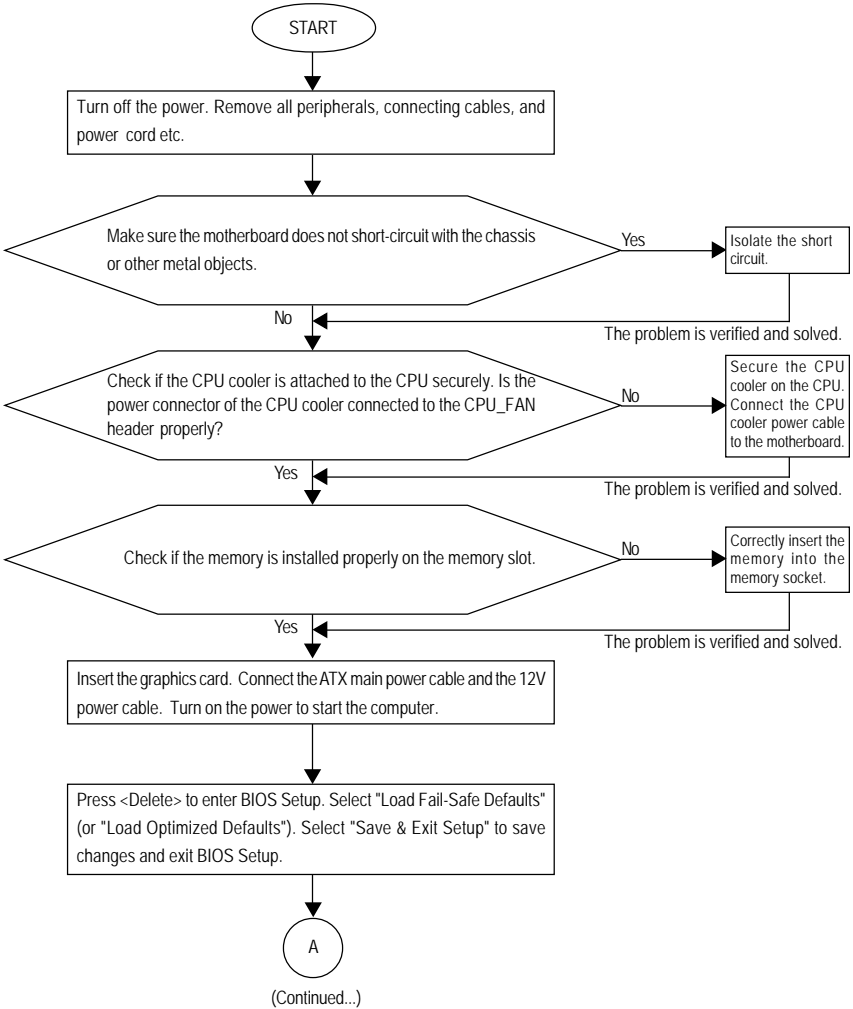 START
Turn off the power. Remove all peripherals, connecting cables, and
power cord etc.
Make sure the motherboard does not short-circuit with the chassis
or other metal objects.
Yes
Isolate the short
circuit.
No
The problem is verified and solved.
Check if the CPU cooler is attached to the CPU securely. Is the
power connector of the CPU cooler connected to the CPU_FAN
header properly?
No
Secure the CPU
cooler on the CPU.
Connect the CPU
cooler power cable
to the motherboard.
Yes
The problem is verified and solved.
Check if the memory is installed properly on the memory slot.
No
Correctly insert the
memory into the
memory socket.
Yes
The problem is verified and solved.
Insert the graphics card. Connect the ATX main power cable and the 12V
power cable. Turn on the power to start the computer.
Press <Delete> to enter BIOS Setup. Select "Load Fail-Safe Defaults"
(or "Load Optimized Defaults"). Select "Save & Exit Setup" to save
changes and exit BIOS Setup.
A
(Continued...)